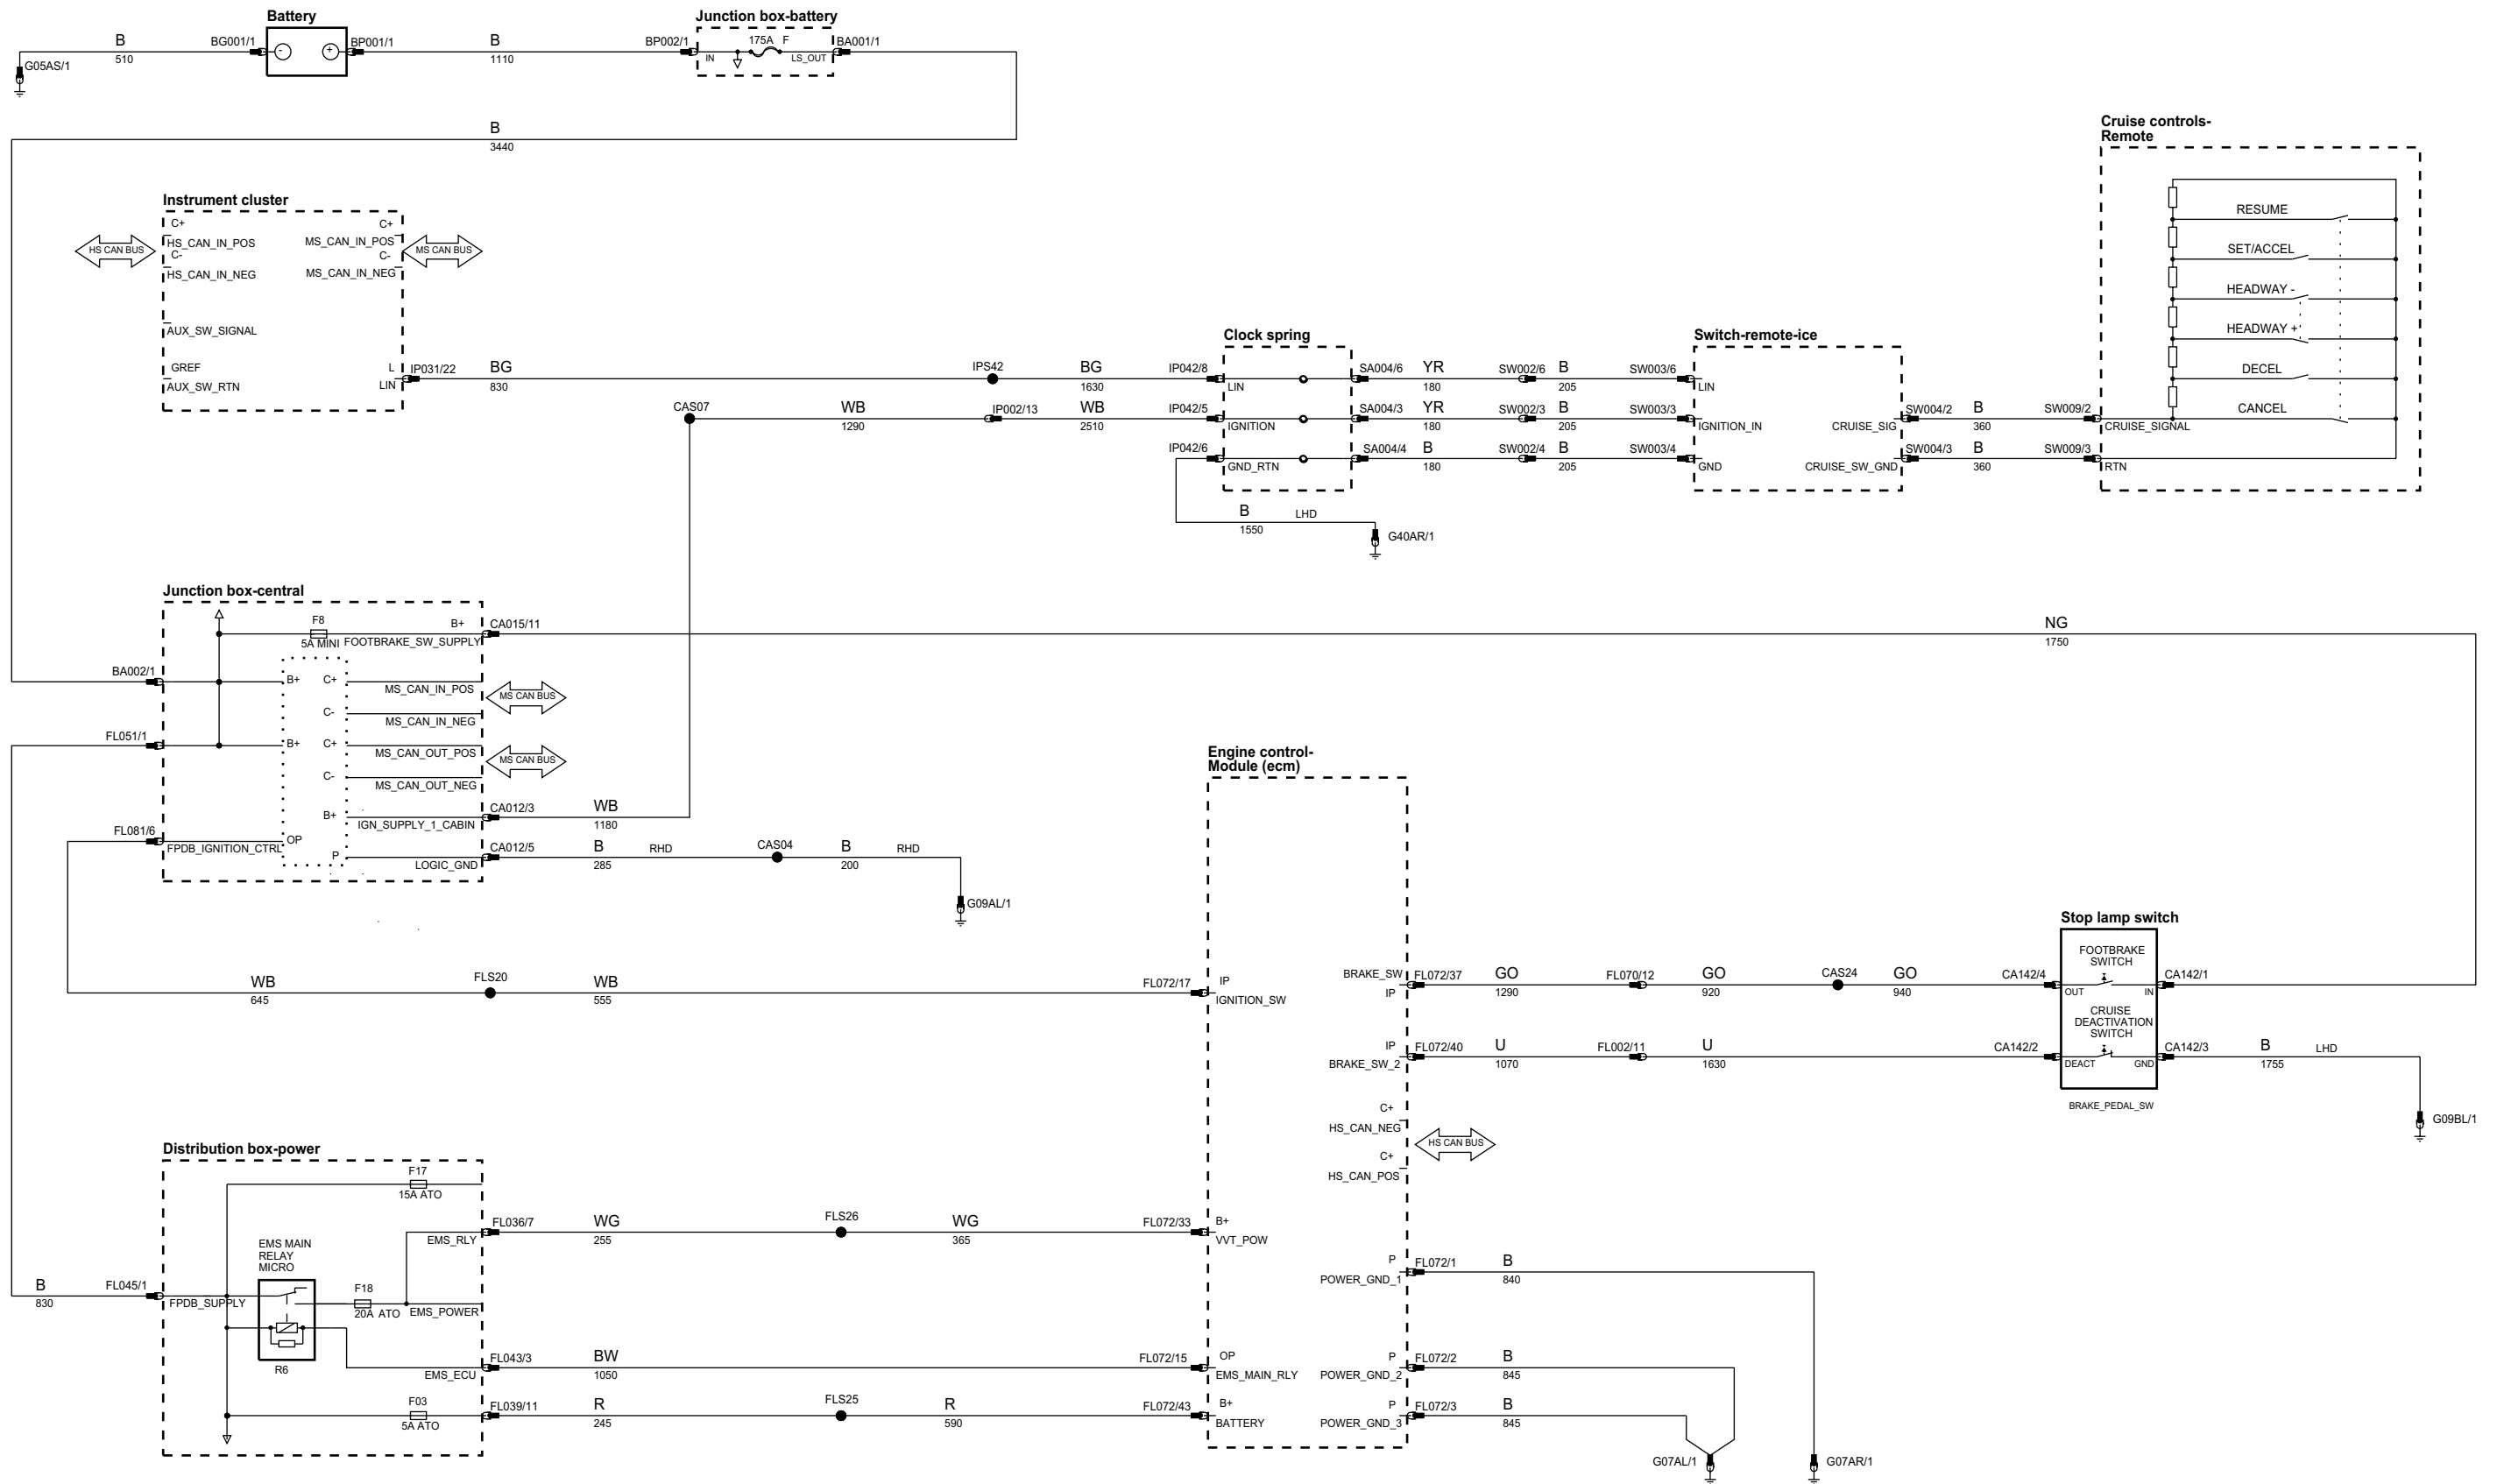 Battery
Junction box-battery
B
510
BG001/1
-
+
BP001/1
B
1110
BP002/1
175A F
IN
LS_OUT
BA001/1
G05AS/1
B
3440
Cruise controls-
Remote
RESUME
SET/ACCEL
HEADWAY -
HEADWAY +
DECEL
CANCEL
CRUISE_SIGNAL
RTN
Instrument cluster
C+
C+
HS CAN BUS
HS_CAN_IN_POS
MS_CAN_IN_POS
MS CAN BUS
C-
C-
HS_CAN_IN_NEG
MS_CAN_IN_NEG
AUX_SW_SIGNAL
GREF
L
AUX_SW_RTN
LIN
IP031/22
BG
830
IPS42
BG
1630
IP042/8
Clock spring
LIN
SA004/6
YR
180
SW002/6
B
205
SW003/6
Switch-remote-ice
LIN
CAS07
WB
1290
IP002/13
WB
2510
IP042/5
IGNITION
SA004/3
YR
180
SW002/3
B
205
SW003/3
IGNITION_IN
CRUISE_SIG
SW004/2
B
360
SW009/2
IP042/6
GND_RTN
SA004/4
B
180
SW002/4
B
205
SW003/4
GND
CRUISE_SW_GND
SW004/3
B
360
SW009/3
B
1550
LHD
G40AR/1
Junction box-central
F8
5A MINI
B+
FOOTBRAKE_SW_SUPPLY
CA015/11
NG
1750
BA002/1
B+
C+
MS_CAN_IN_POS
MS CAN BUS
C-
MS_CAN_IN_NEG
FL051/1
B+
C+
MS_CAN_OUT_POS
MS CAN BUS
C-
MS_CAN_OUT_NEG
B+
IGN_SUPPLY_1_CABIN
CA012/3
WB
1180
FL081/6
FPDB_IGNITION_CTRL
OP
P
LOGIC_GND
CA012/5
B
285
RHD
CAS04
B
200
RHD
G09AL/1
Engine control-
Module (ecm)
WB
645
FLS20
WB
555
FL072/17
IP
IGNITION_SW
BRAKE_SW
IP
FL072/37
GO
1290
FL070/12
GO
920
CAS24
GO
940
CA142/4
Stop lamp switch
FOOTBRAKE
SWITCH
OUT
IN
CA142/1
CRUISE
DEACTIVATION
SWITCH
IP
BRAKE_SW_2
FL072/40
U
1070
FL002/11
U
1630
CA142/2
DEACT
GND
CA142/3
B
1755
LHD
BRAKE_PEDAL_SW
G09BL/1
C+
HS_CAN_NEG
HS CAN BUS
C+
HS_CAN_POS
Distribution box-power
F17
15A ATO
FL036/7
EMS_RLY
WG
255
FLS26
WG
365
FL072/33
B+
VVT_POW
EMS MAIN
RELAY
MICRO
P
POWER_GND_1
FL072/1
B
840
B
830
FL045/1
FPDB_SUPPLY
F18
20A ATO
EMS_POWER
R6
FL043/3
EMS_ECU
BW
1050
FL072/15
OP
EMS_MAIN_RLY
P
POWER_GND_2
FL072/2
B
845
F03
5A ATO
FL039/11
R
245
FLS25
R
590
FL072/43
B+
BATTERY
P
POWER_GND_3
FL072/3
B
845
G07AL/1
G07AR/1